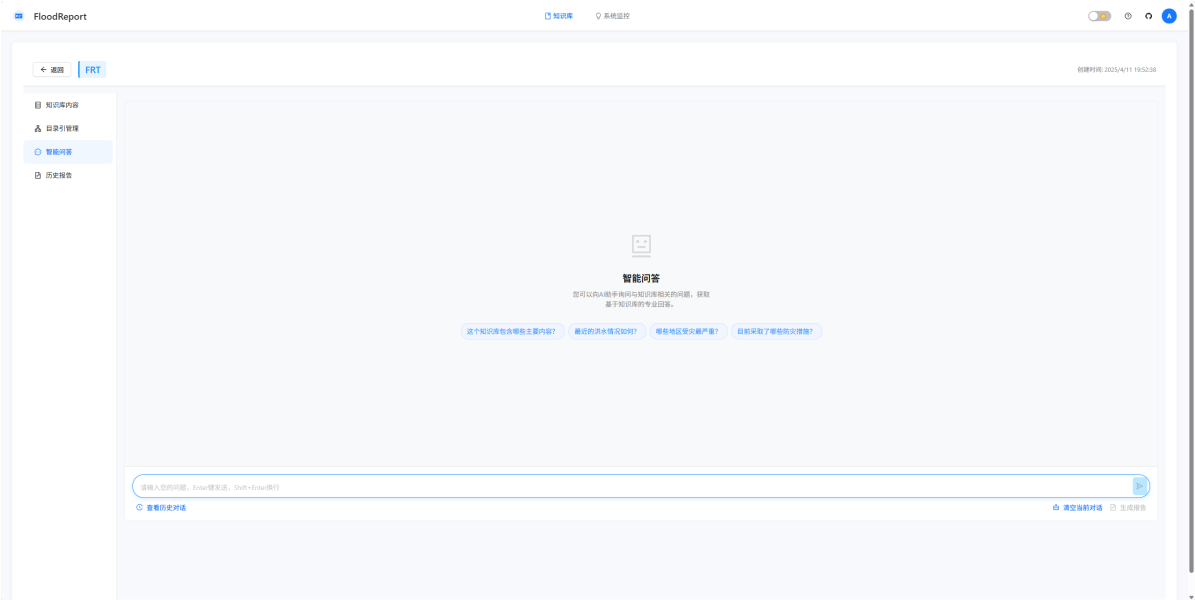 FloodReport
知识库
系统监控
A
返回
FRT
创建时间: 2025/4/11 19:52:38
知识库内容
目录引管理
智能问答
历史报告
智能问答
您可以向AI助手询问与知识库相关的问题，获取
基于知识库的专业回答。
这个知识库包含哪些主要内容？
最近的洪水情况如何？
哪些地区受灾最严重？
目前采取了哪些防灾措施？
请输入您的问题，Enter键发送，Shift+Enter换行
查看历史对话
清空当前对话
生成报告